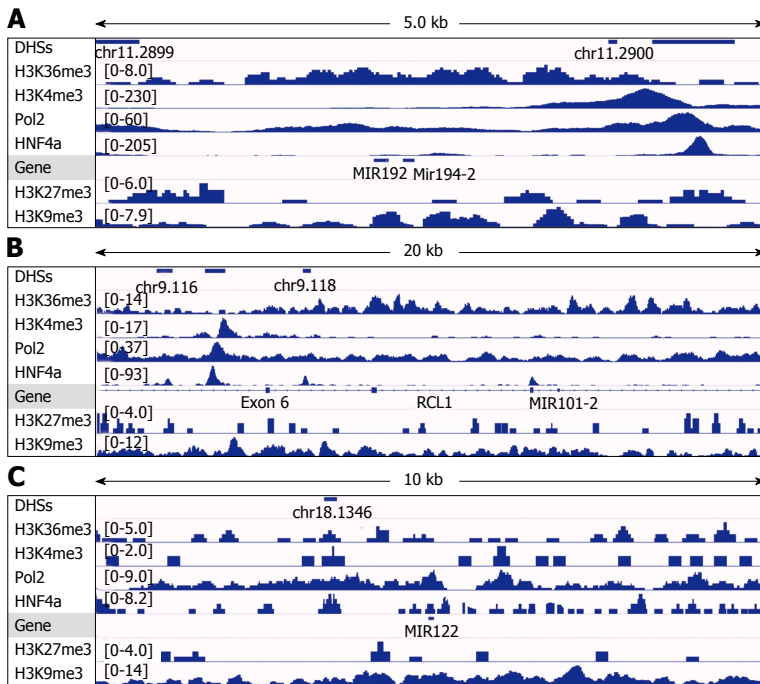 A
5.0 kb
DHSs
chr11.2899
chr11.2900
H3K36me3
[0-8.0]
H3K4me3
[0-230]
Pol2
[0-60]
HNF4a
[0-205]
Gene
MIR192 Mir194-2
H3K27me3
[0-6.0]
H3K9me3
[0-7.9]
B
20 kb
DHSs
chr9.116
chr9.118
H3K36me3
[0-14]
H3K4me3
[0-17]
Pol2
[0-37]
HNF4a
[0-93]
Gene
Exon 6
RCL1
MIR101-2
H3K27me3
[0-4.0]
H3K9me3
[0-12]
C
10 kb
DHSs
chr18.1346
H3K36me3
[0-5.0]
H3K4me3
[0-2.0]
Pol2
[0-9.0]
HNF4a
[0-8.2]
Gene
MIR122
H3K27me3
[0-4.0]
H3K9me3
[0-14]